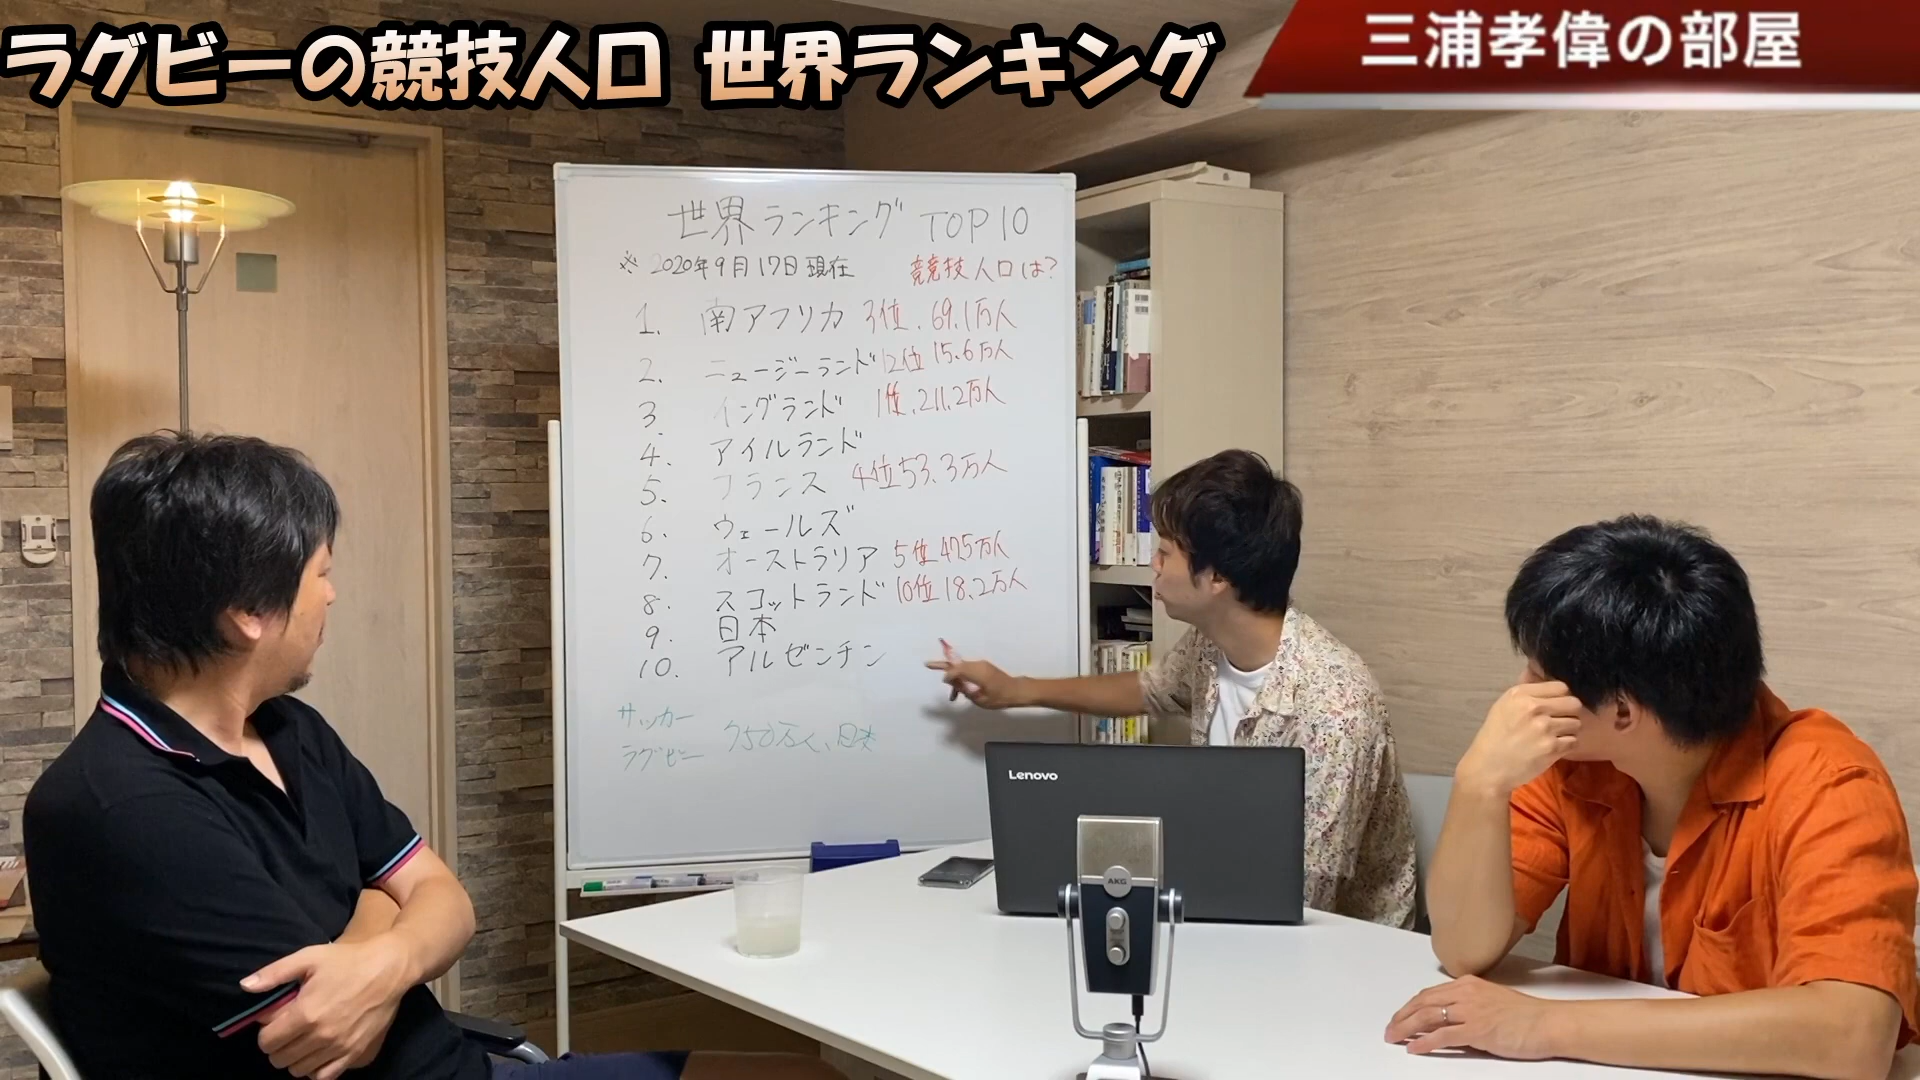 ラグビーの競技人口 世界ランキング
三浦孝偉の部屋
世界ランキング TOP10
※ 2020年9月17日 現在 競技人口は?
1. 南アフリカ 3位. 69.1万人
2. ニュージーランド 12位 15.6万人
3. イングランド 1位. 211.2万人
4. アイルランド
5. フランス 4位 53.3万人
6. ウェールズ
7. オーストラリア 5位 47.5万人
8. スコットランド 10位 18.2万人
9. 日本
10. アルゼンチン
サッカー
ラグビー 750万人、日本
Lenovo
AKG